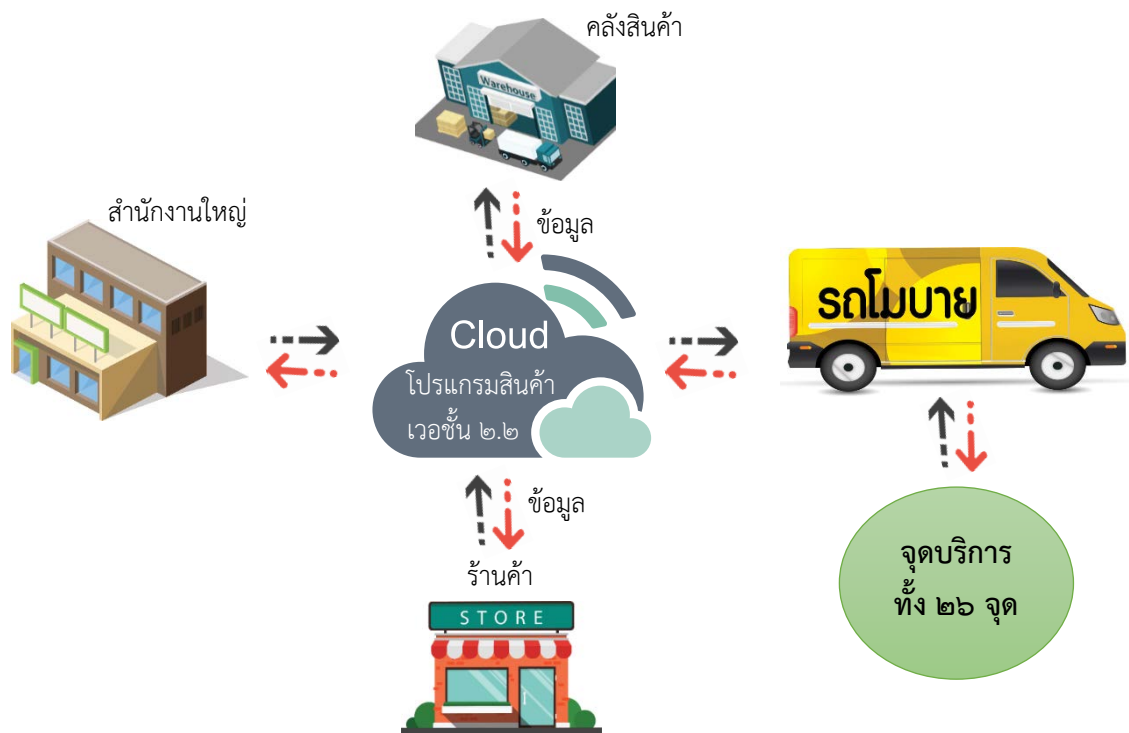 คลังสินค้า
Warehouse
สำนักงานใหญ่
ข้อมูล
รถโมบาย
Cloud
โปรแกรมสินค้า
เวอชั้น ๒.๒
ข้อมูล
จุดบริการ
ทั้ง ๒๖ จุด
ร้านค้า
STORE